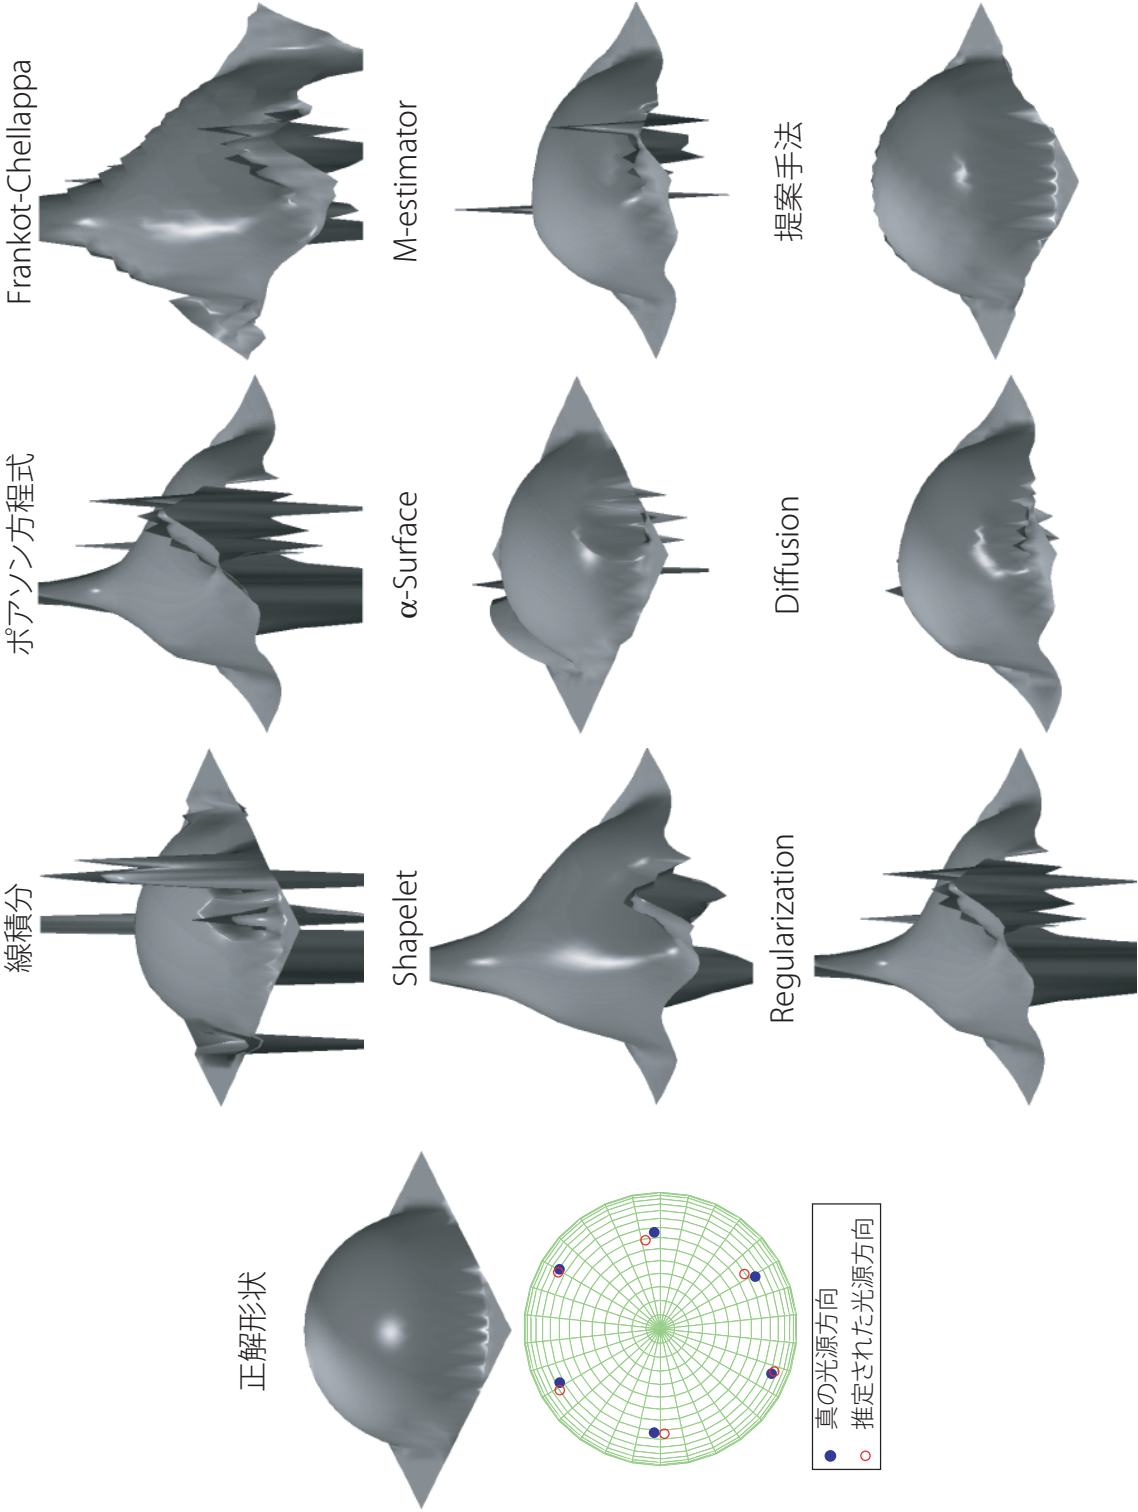 正解形状
真の光源方向
推定された光源方向
線積分
ポアソン方程式
Frankot-Chellappa
Shapelet
α-Surface
M-estimator
Regularization
Diffusion
提案手法